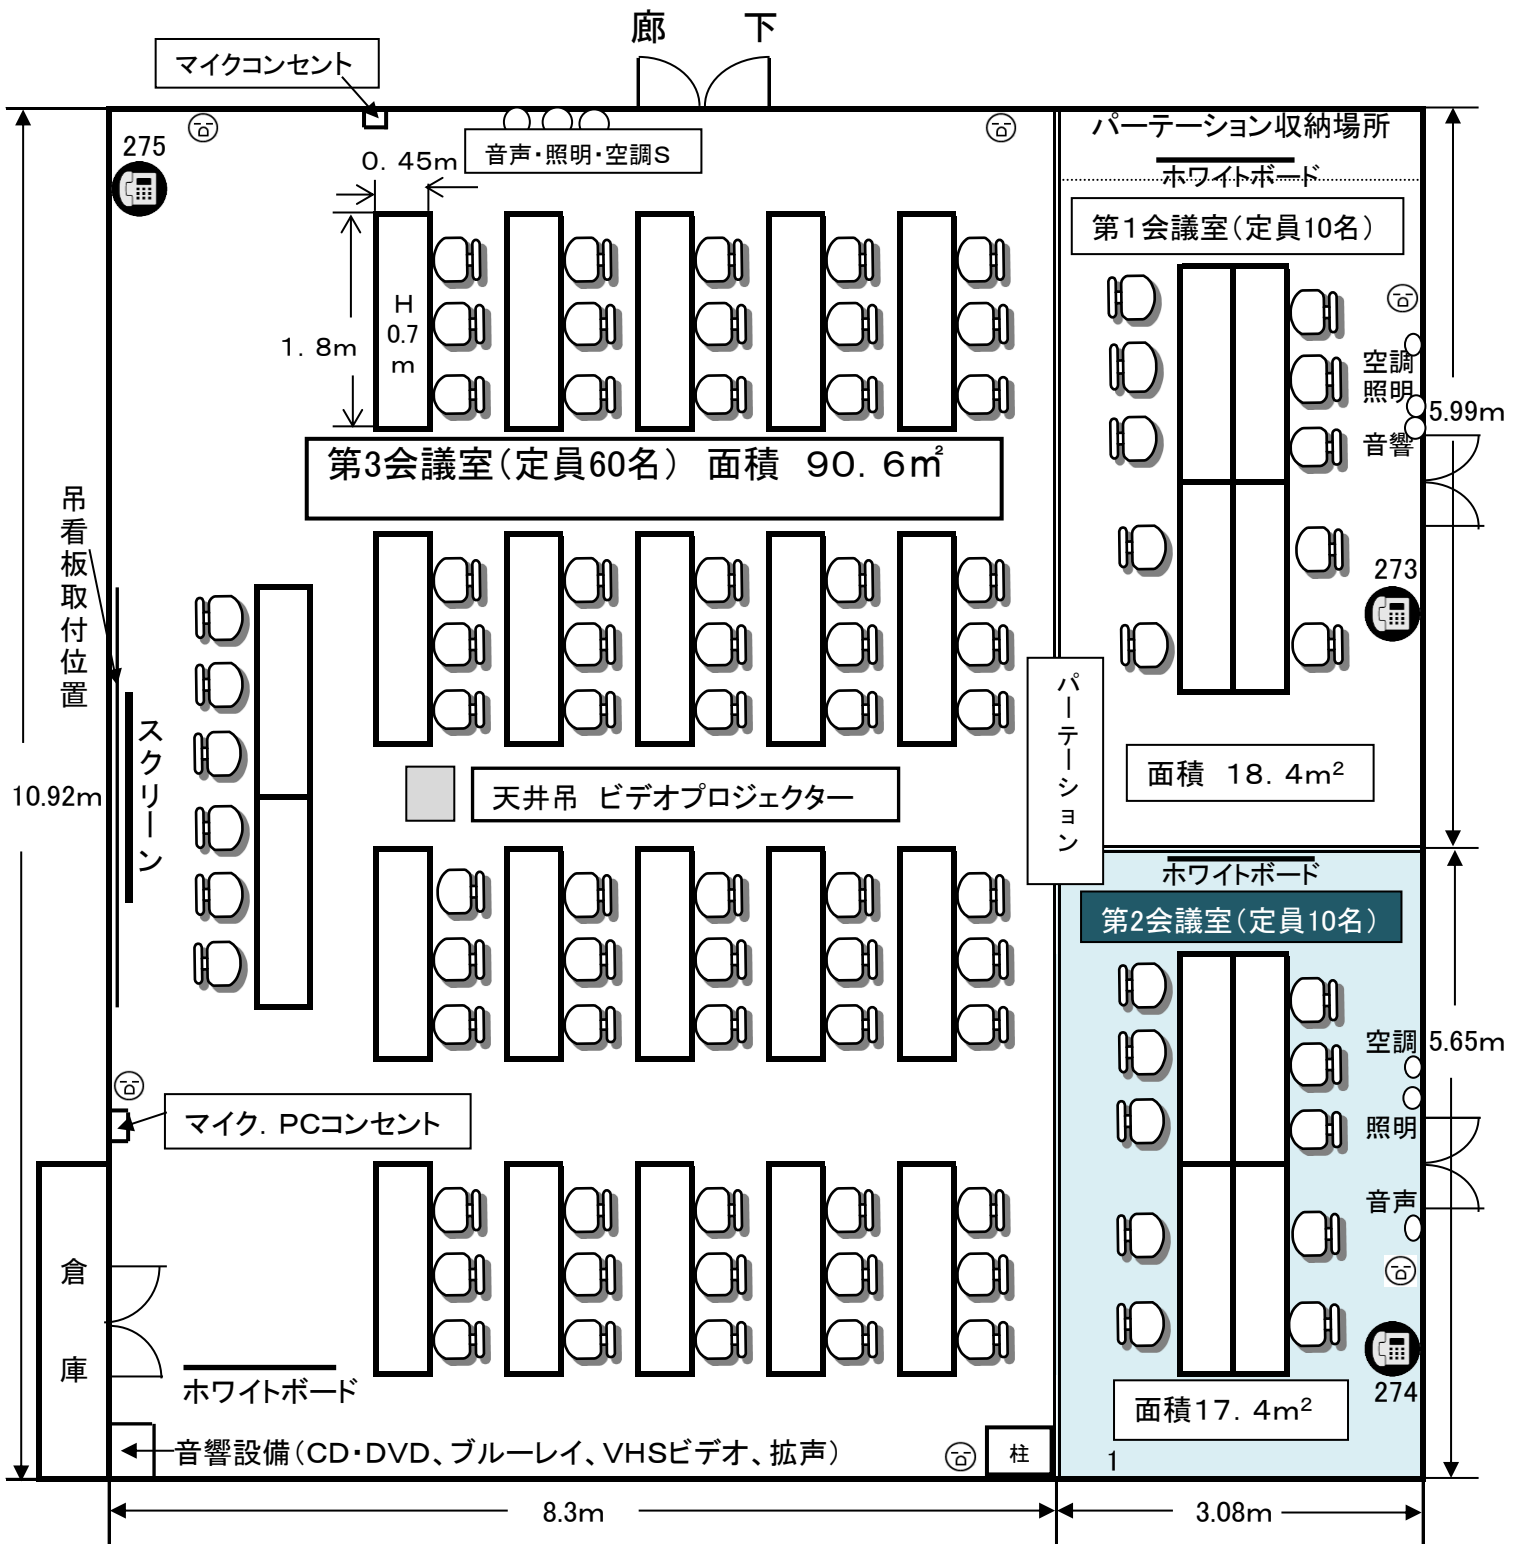 廊　下
マイクコンセント
275
音声・照明・空調S
0. 45m
パーテーション収納場所
ホワイトボード
第1会議室(定員10名)
H
0.7
m
1. 8m
空調
照明
5.99m
音響
第3会議室(定員60名) 面積 90. 6㎡
吊看板取付位置
273
パーテーション
スクリーン
10.92m
天井吊 ビデオプロジェクター
面積 18. 4m²
ホワイトボード
第2会議室(定員10名)
空調
5.65m
マイク. PCコンセント
照明
音声
倉庫
ホワイトボード
274
面積17. 4m²
音響設備(CD・DVD、ブルーレイ、VHSビデオ、拡声)
柱
1
8.3m
3.08m